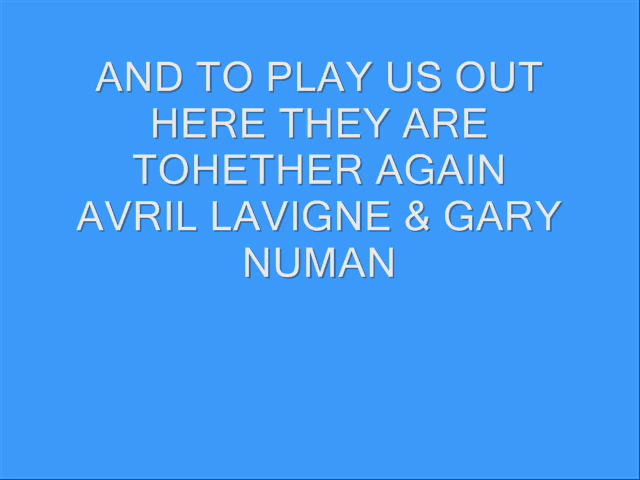 AND TO PLAY US OUT
HERE THEY ARE
TOHETHER AGAIN
AVRIL LAVIGNE & GARY
NUMAN